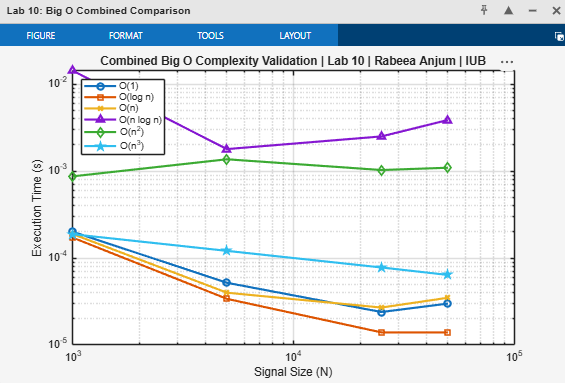 Lab 10: Big O Combined Comparison
FIGURE FORMAT TOOLS LAYOUT
Combined Big O Complexity Validation | Lab 10 | Rabeea Anjum | IUB
O(1)
O(log n)
O(n)
O(n log n)
O(n²)
O(n³)
Execution Time (s)
10⁻²
10⁻³
10⁻⁴
10⁻⁵
10³ 10⁴ 10⁵
Signal Size (N)